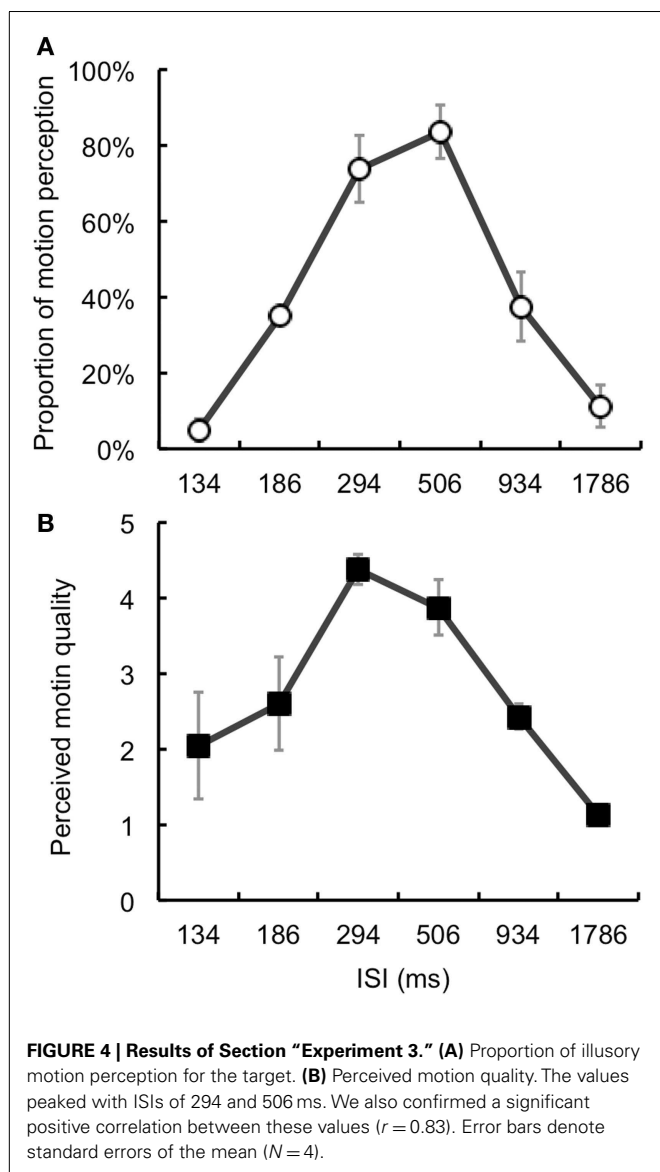 A
Proportion of motion perception
100%
80%
60%
40%
20%
0%
134 186 294 506 934 1786
B
Perceived motin quality
5
4
3
2
1
0
134 186 294 506 934 1786
ISI (ms)
FIGURE 4 | Results of Section “Experiment 3.” (A) Proportion of illusory
motion perception for the target. (B) Perceived motion quality. The values
peaked with ISIs of 294 and 506 ms. We also confirmed a significant
positive correlation between these values (r = 0.83). Error bars denote
standard errors of the mean (N = 4).